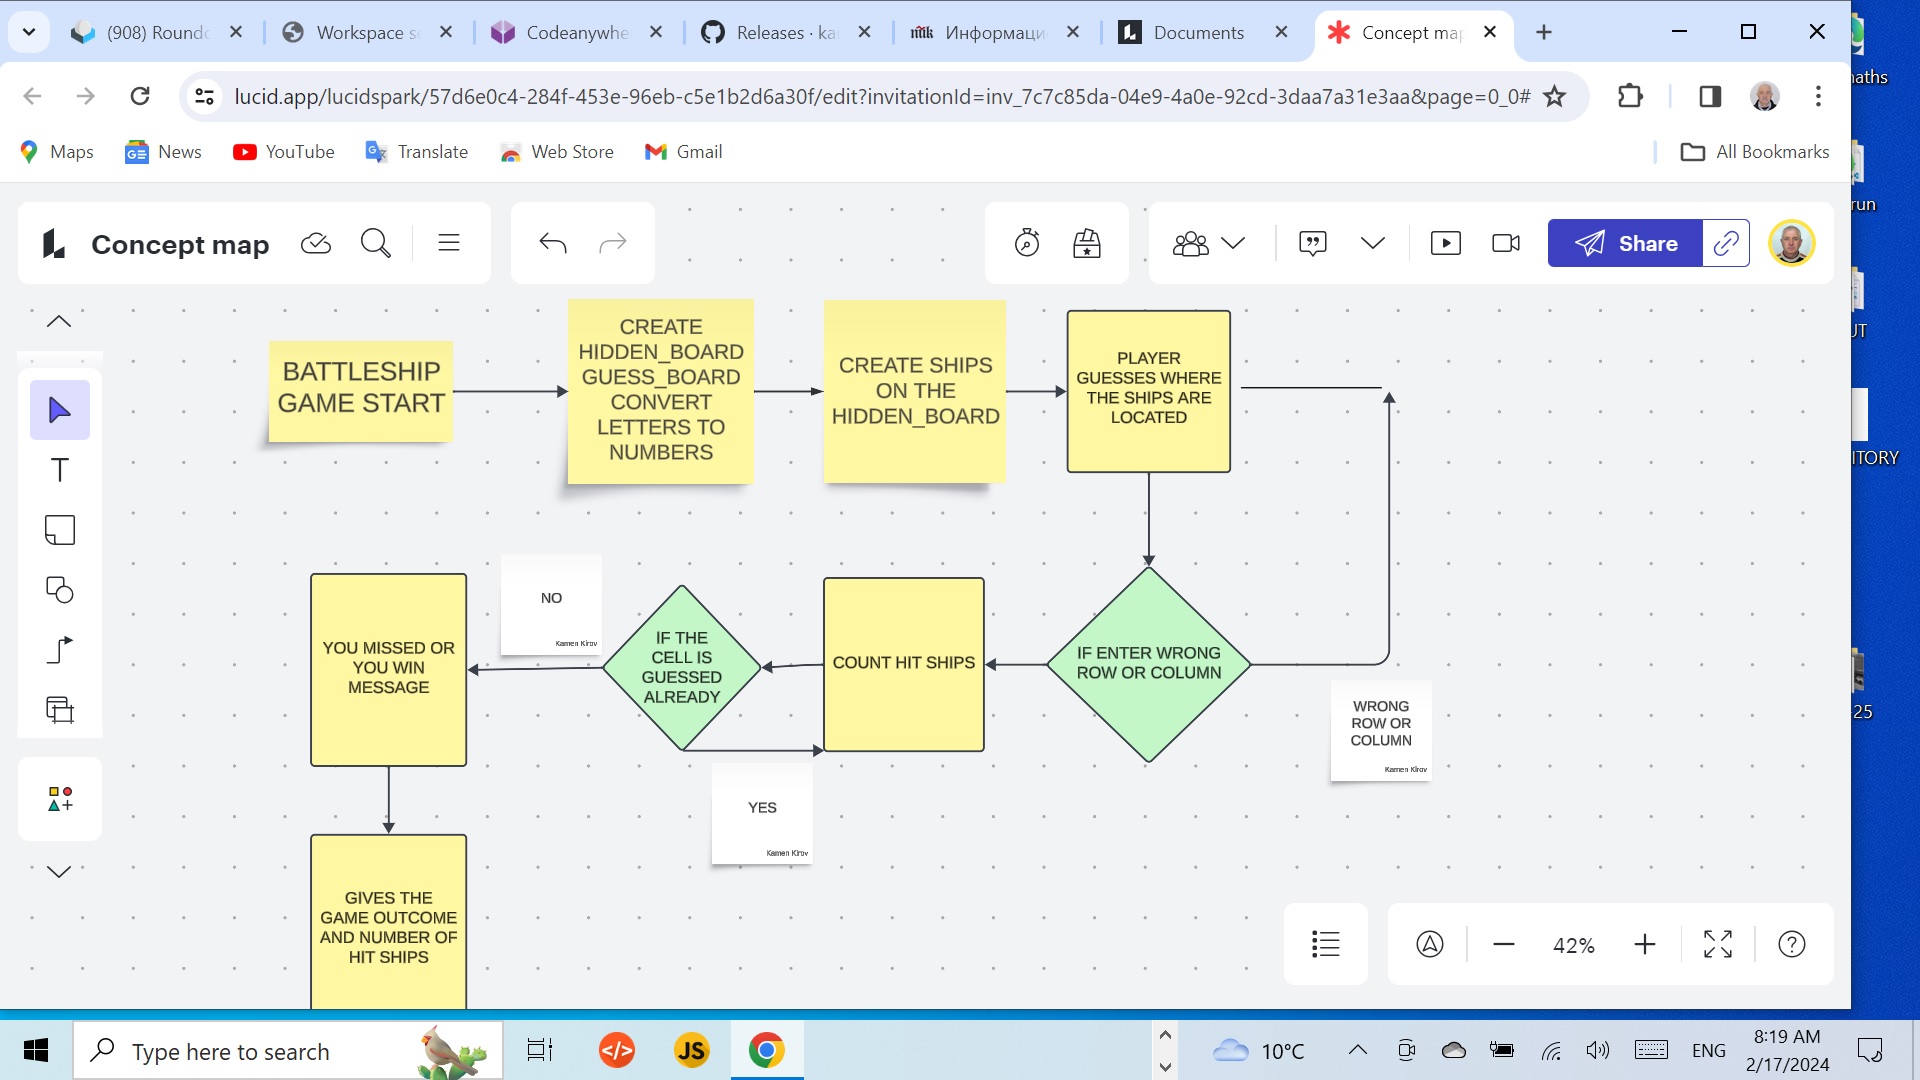 (908) Roundc
Workspace se
Codeanywhe
Releases · ka
Информаци
Documents
Concept map
lucid.app/lucidspark/57d6e0c4-284f-453e-96eb-c5e1b2d6a30f/edit?invitationId=inv_7c7c85da-04e9-4a0e-92cd-3daa7a31e3aa&page=0_0#
Maps
News
YouTube
Translate
Web Store
Gmail
All Bookmarks
Concept map
Share
BATTLESHIP
GAME START
CREATE
HIDDEN_BOARD
GUESS_BOARD
CONVERT
LETTERS TO
NUMBERS
CREATE SHIPS
ON THE
HIDDEN_BOARD
PLAYER
GUESSES WHERE
THE SHIPS ARE
LOCATED
YOU MISSED OR
YOU WIN
MESSAGE
NO
Kamen Kirov
IF THE
CELL IS
GUESSED
ALREADY
COUNT HIT SHIPS
IF ENTER WRONG
ROW OR COLUMN
WRONG
ROW OR
COLUMN
Kamen Kirov
YES
Kamen Kirov
GIVES THE
GAME OUTCOME
AND NUMBER OF
HIT SHIPS
42%
naths
run
UT
ITORY
25
Type here to search
JS
10°C
ENG
8:19 AM
2/17/2024